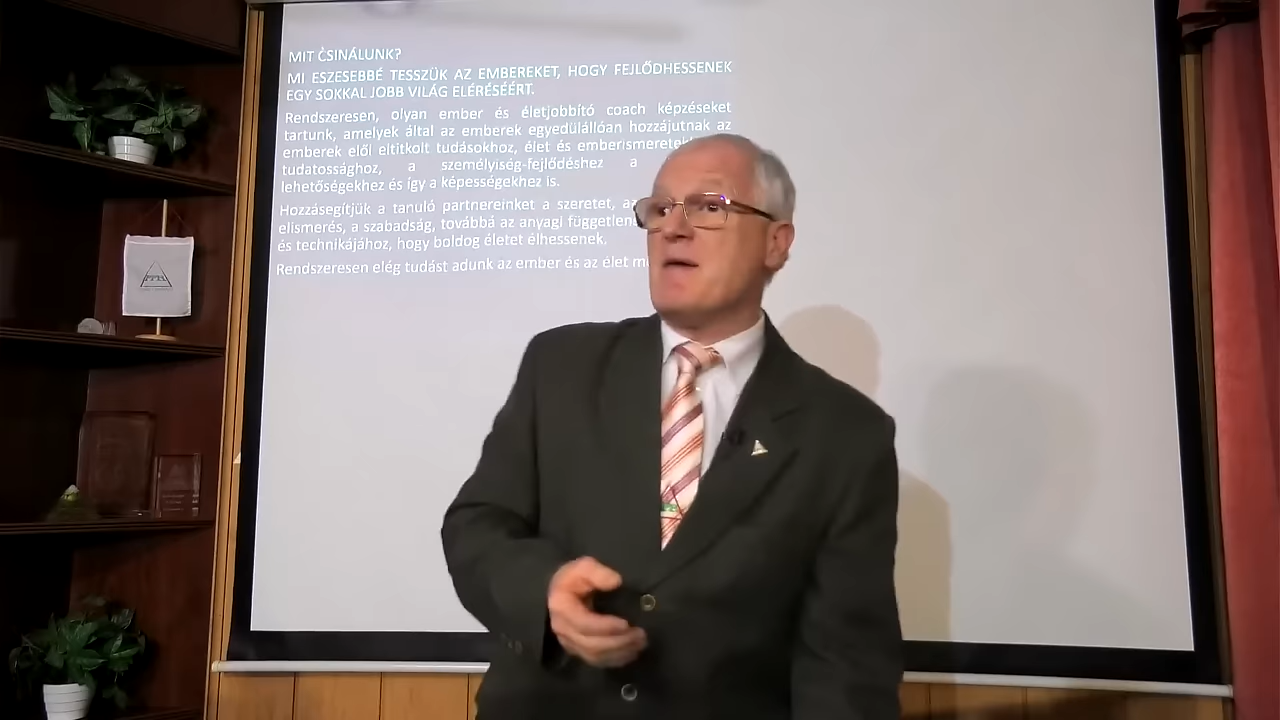 MIT CSINÁLUNK?
MI ESZESEBBÉ TESSZÜK AZ EMBEREKET, HOGY FEJLŐDHESSENEK
EGY SOKKAL JOBB VILÁG ELÉRÉSÉÉRT.
Rendszeresen, olyan ember és életjobbító coach képzéseket
tartunk, amelyek által az emberek egyedülállóan hozzájutnak az
emberek elől eltitkolt tudásokhoz, élet és
tudatossághoz, a személyiség-fejlődéshez a
lehetőségekhez és így a képességekhez is.
Hozzásegítjük a tanuló partnereinket a szeretet, az
elismerés, a szabadság, továbbá az anyagi
és technikájához, hogy boldog életet élhessenek.
Rendszeresen elég tudást adunk az ember és az élet